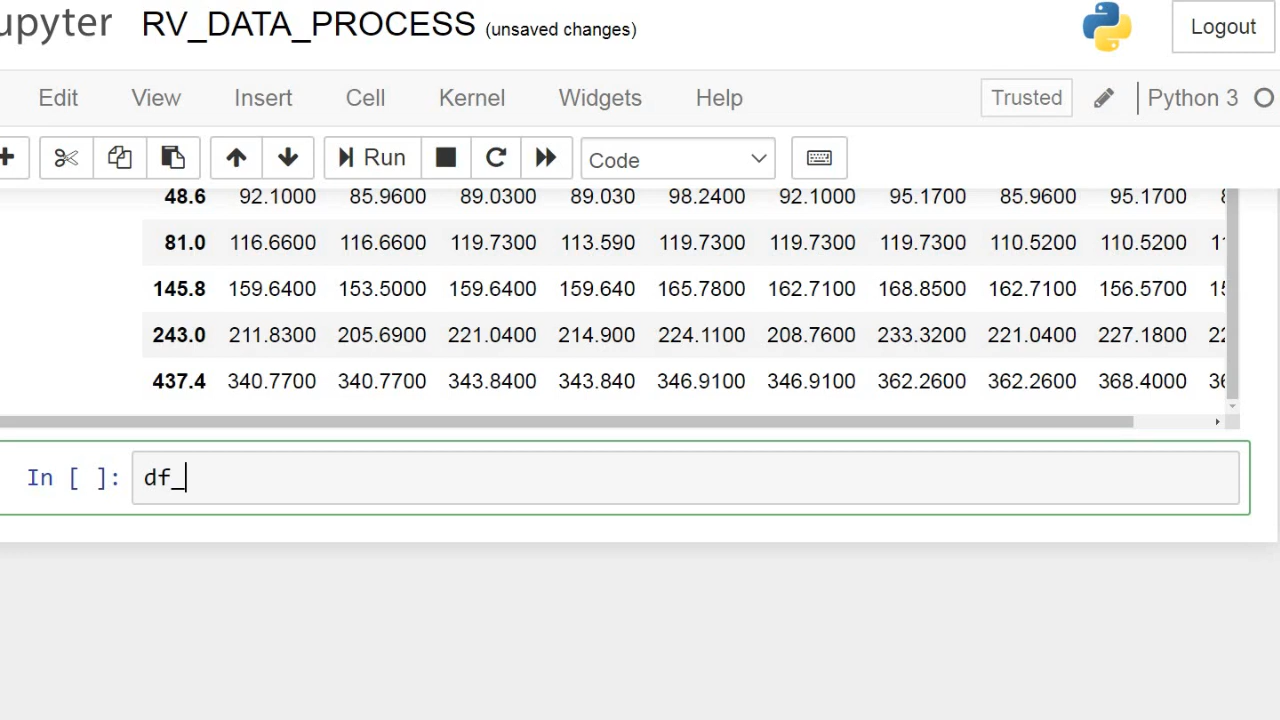 upyter RV_DATA_PROCESS (unsaved changes) Logout
Edit View Insert Cell Kernel Widgets Help Trusted Python 3
Run Code
48.6 92.1000 85.9600 89.0300 89.030 98.2400 92.1000 95.1700 85.9600 95.1700
81.0 116.6600 116.6600 119.7300 113.590 119.7300 119.7300 119.7300 110.5200 110.5200
145.8 159.6400 153.5000 159.6400 159.640 165.7800 162.7100 168.8500 162.7100 156.5700
243.0 211.8300 205.6900 221.0400 214.900 224.1100 208.7600 233.3200 221.0400 227.1800
437.4 340.7700 340.7700 343.8400 343.840 346.9100 346.9100 362.2600 362.2600 368.4000
In [ ]: df_